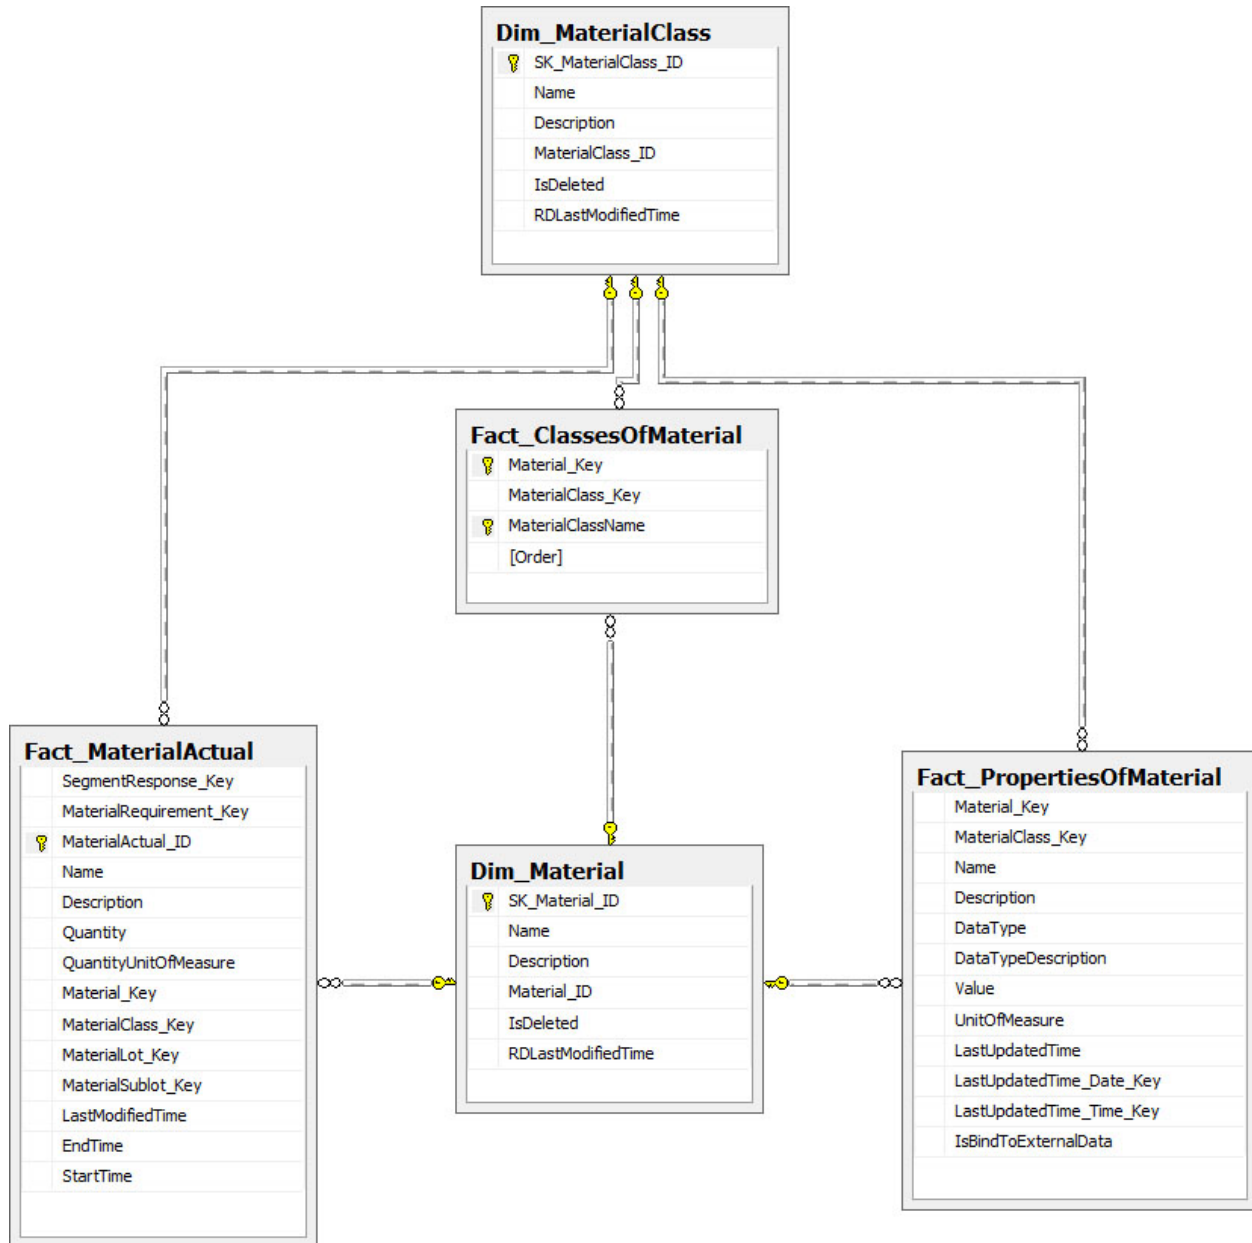 Dim_MaterialClass
SK_MaterialClass_ID
Name
Description
MaterialClass_ID
IsDeleted
RDLastModifiedTime
Fact_ClassesOfMaterial
Material_Key
MaterialClass_Key
MaterialClassName
[Order]
Fact_MaterialActual
SegmentResponse_Key
MaterialRequirement_Key
MaterialActual_ID
Name
Description
Quantity
QuantityUnitOfMeasure
Material_Key
MaterialClass_Key
MaterialLot_Key
MaterialSublot_Key
LastModifiedTime
EndTime
StartTime
Dim_Material
SK_Material_ID
Name
Description
Material_ID
IsDeleted
RDLastModifiedTime
Fact_PropertiesOfMaterial
Material_Key
MaterialClass_Key
Name
Description
DataType
DataTypeDescription
Value
UnitOfMeasure
LastUpdatedTime
LastUpdatedTime_Date_Key
LastUpdatedTime_Time_Key
IsBindToExternalData